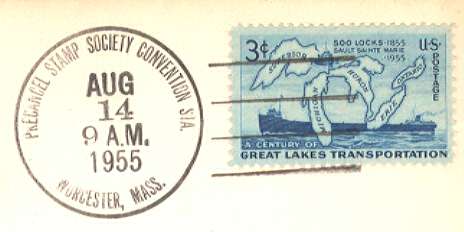 PRECANCEL STAMP SOCIETY CONVENTION STA.
AUG
14
9 A.M.
1955
WORCESTER, MASS.
3¢
SOO LOCKS·1855
SAULT SAINTE MARIE
·1955
U·S·
POSTAGE
SUPERIOR
MICHIGAN
HURON
ONTARIO
ERIE
A CENTURY OF
GREAT LAKES TRANSPORTATION